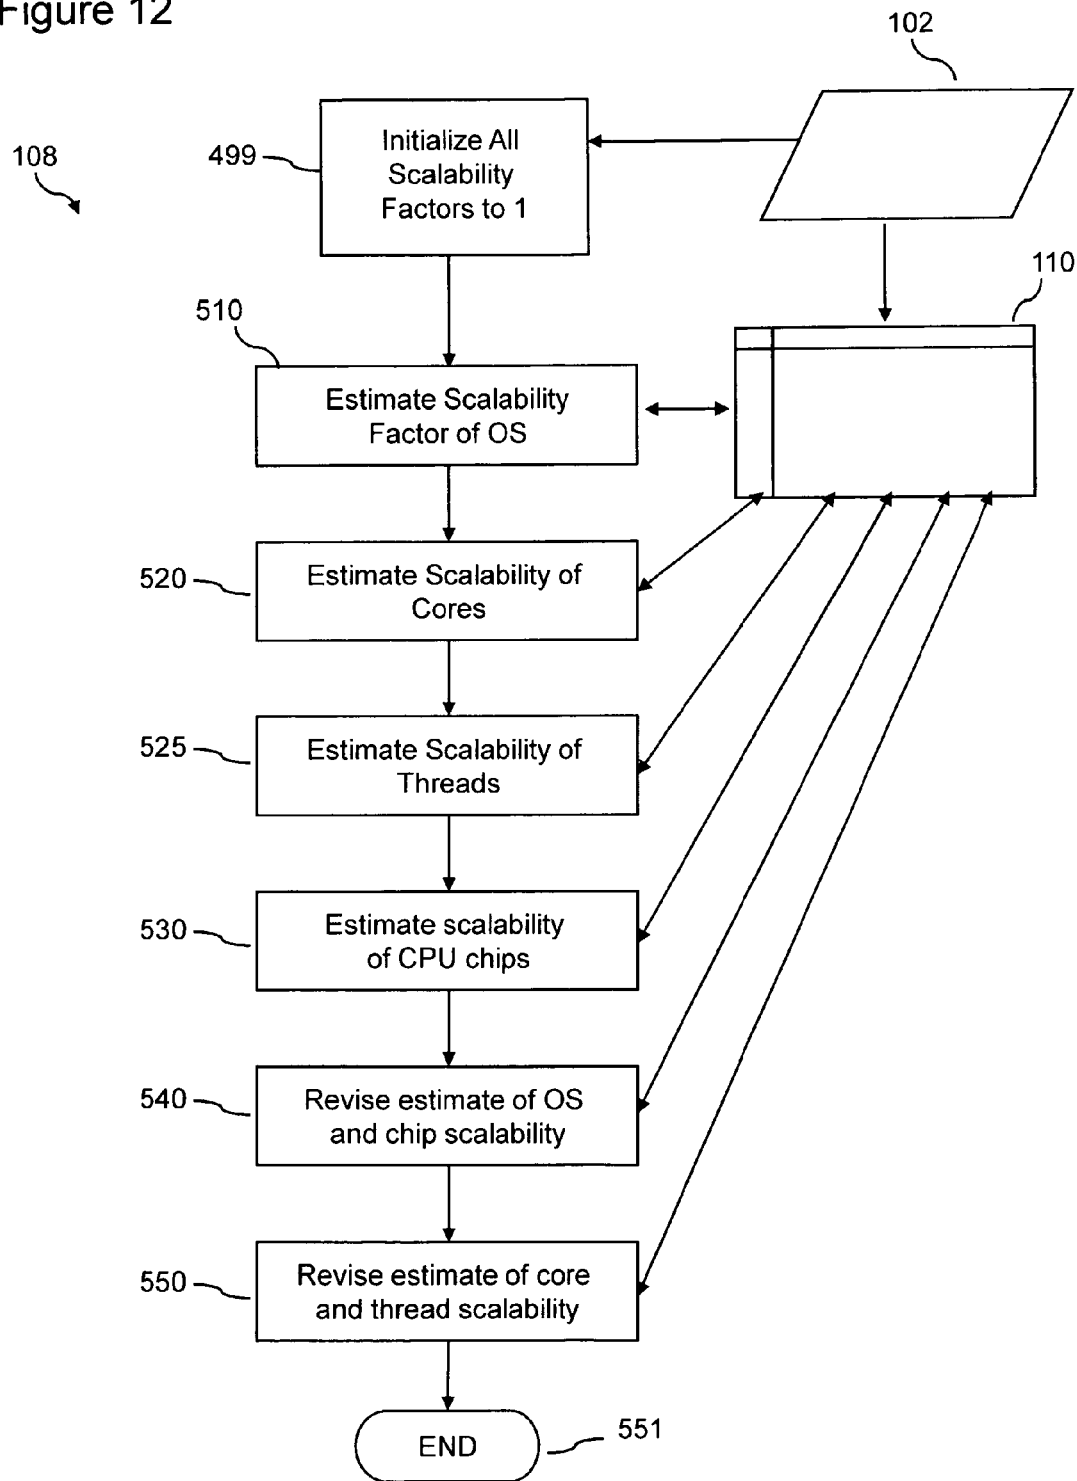 Figure 12
102
108
499
Initialize All
Scalability
Factors to 1
110
510
Estimate Scalability
Factor of OS
520
Estimate Scalability of
Cores
525
Estimate Scalability of
Threads
530
Estimate scalability
of CPU chips
540
Revise estimate of OS
and chip scalability
550
Revise estimate of core
and thread scalability
END
551